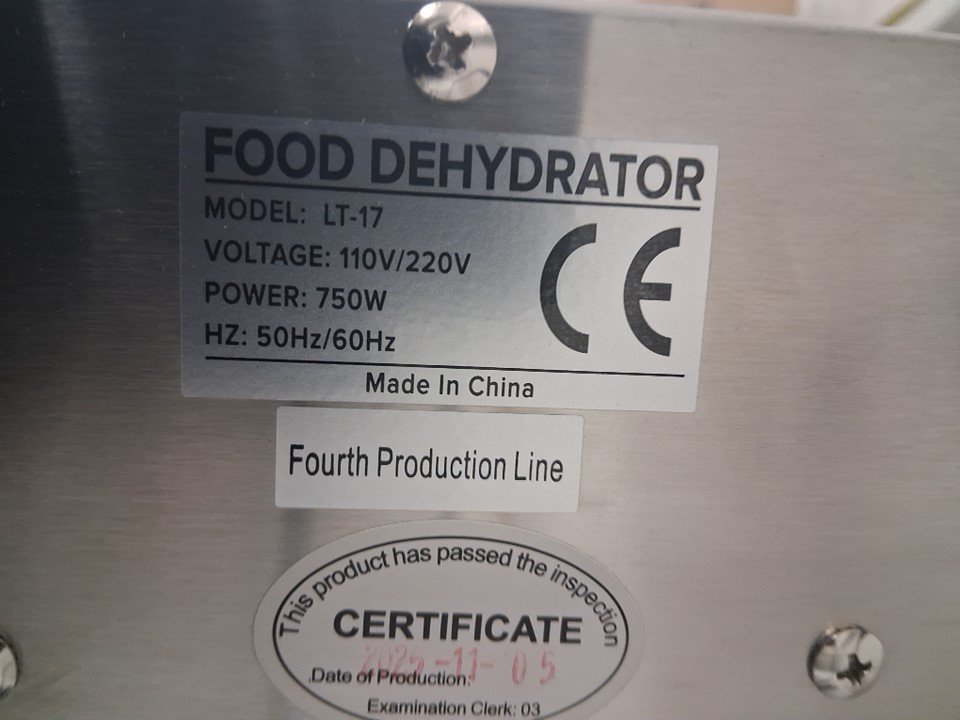 FOOD DEHYDRATOR
MODEL: LT-17
VOLTAGE: 110V/220V
POWER: 750W
HZ: 50Hz/60Hz
CE
Made In China
Fourth Production Line
This product has passed the inspection
CERTIFICATE
2025-11-05
.Date of Production:
Examination Clerk: 03